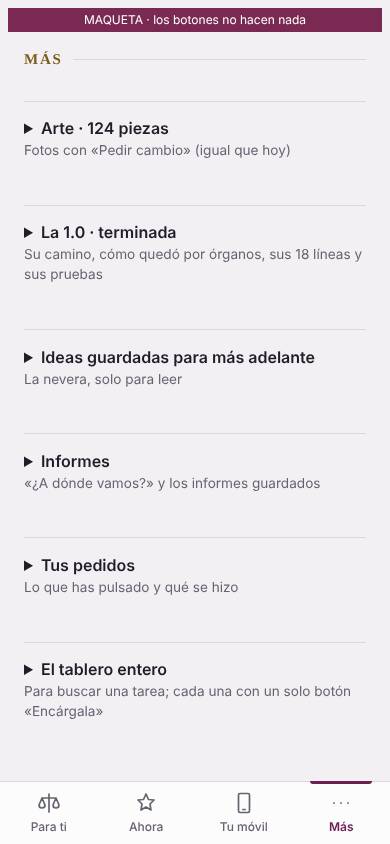 MAQUETA · los botones no hacen nada
MÁS
Arte · 124 piezas
Fotos con «Pedir cambio» (igual que hoy)
La 1.0 · terminada
Su camino, cómo quedó por órganos, sus 18 líneas y
sus pruebas
Ideas guardadas para más adelante
La nevera, solo para leer
Informes
«¿A dónde vamos?» y los informes guardados
Tus pedidos
Lo que has pulsado y qué se hizo
El tablero entero
Para buscar una tarea; cada una con un solo botón
«Encárgala»
Para ti
Ahora
Tu móvil
Más